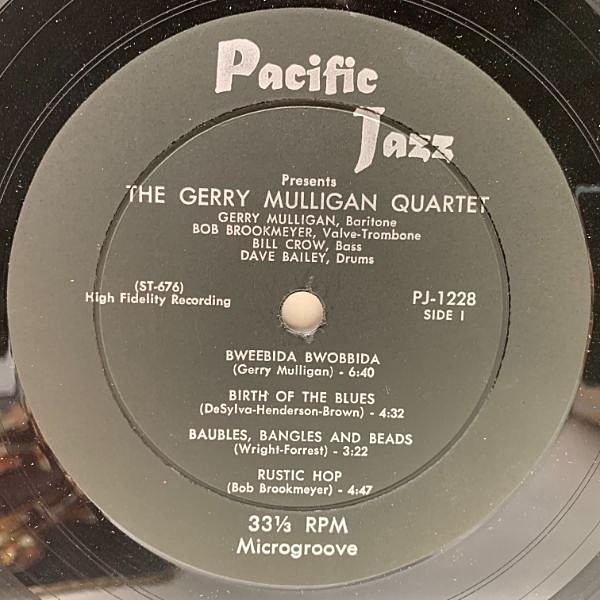 Pacific
Jazz
Presents
THE GERRY MULLIGAN QUARTET
GERRY MULLIGAN, Baritone
BOB BROOKMEYER, Valve-Trombone
BILL CROW, Bass
DAVE BAILEY, Drums
(ST-676)
High Fidelity Recording
PJ-1228
SIDE I
BWEEBIDA BWOBBIDA
(Gerry Mulligan) - 6:40
BIRTH OF THE BLUES
(DeSylva-Henderson-Brown) - 4:32
BAUBLES, BANGLES AND BEADS
(Wright-Forrest) - 3:22
RUSTIC HOP
(Bob Brookmeyer) - 4:47
33⅓ RPM
Microgroove